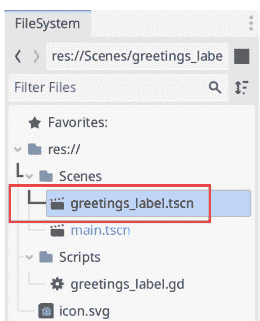 FileSystem
res://Scenes/greetings_labe
Filter Files
Favorites:
res://
Scenes
greetings_label.tscn
main.tscn
Scripts
greetings_label.gd
icon.svg